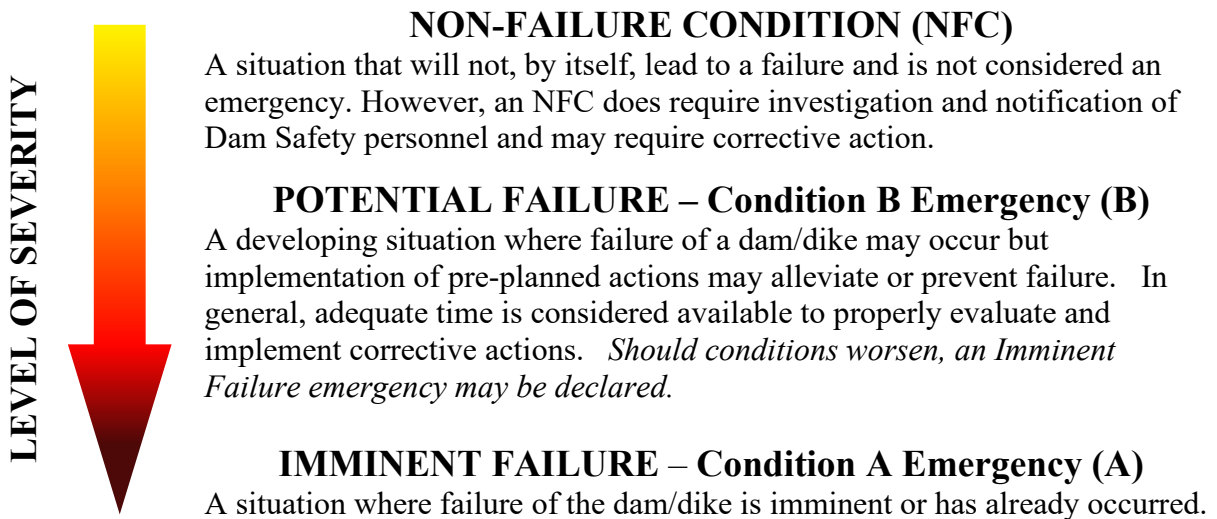 LEVEL OF SEVERITY
NON-FAILURE CONDITION (NFC)
A situation that will not, by itself, lead to a failure and is not considered an
emergency. However, an NFC does require investigation and notification of
Dam Safety personnel and may require corrective action.
POTENTIAL FAILURE – Condition B Emergency (B)
A developing situation where failure of a dam/dike may occur but
implementation of pre-planned actions may alleviate or prevent failure. In
general, adequate time is considered available to properly evaluate and
implement corrective actions. Should conditions worsen, an Imminent
Failure emergency may be declared.
IMMINENT FAILURE – Condition A Emergency (A)
A situation where failure of the dam/dike is imminent or has already occurred.